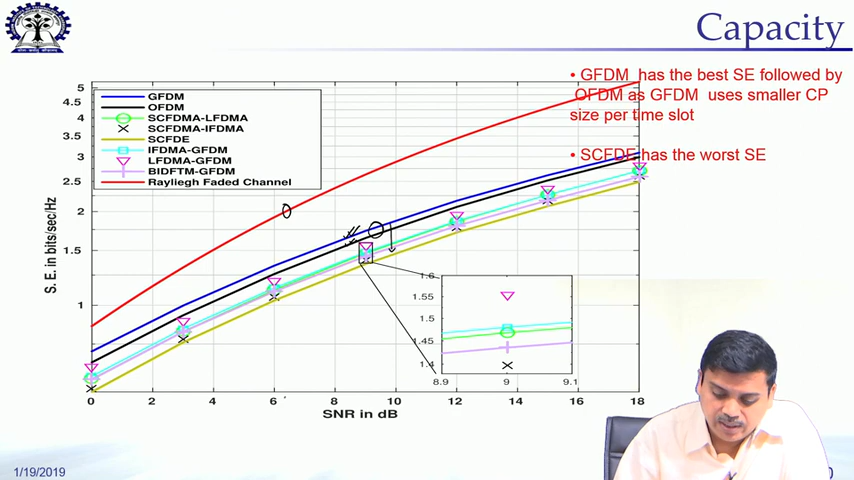 Capacity
• GFDM has the best SE followed by
OFDM as GFDM uses smaller CP
size per time slot
• SCFDE has the worst SE
GFDM
OFDM
SCFDMA-LFDMA
SCFDMA-IFDMA
SCFDE
IFDMA-GFDM
LFDMA-GFDM
BIDFTM-GFDM
Rayliegh Faded Channel
S. E. in bits/sec/Hz
5
4.5
4
3.5
3
2.5
2
1.5
1
1.6
1.55
1.5
1.45
1.4
8.9 9 9.1
0 2 4 6 8 10 12 14 16 18
SNR in dB
1/19/2019
0